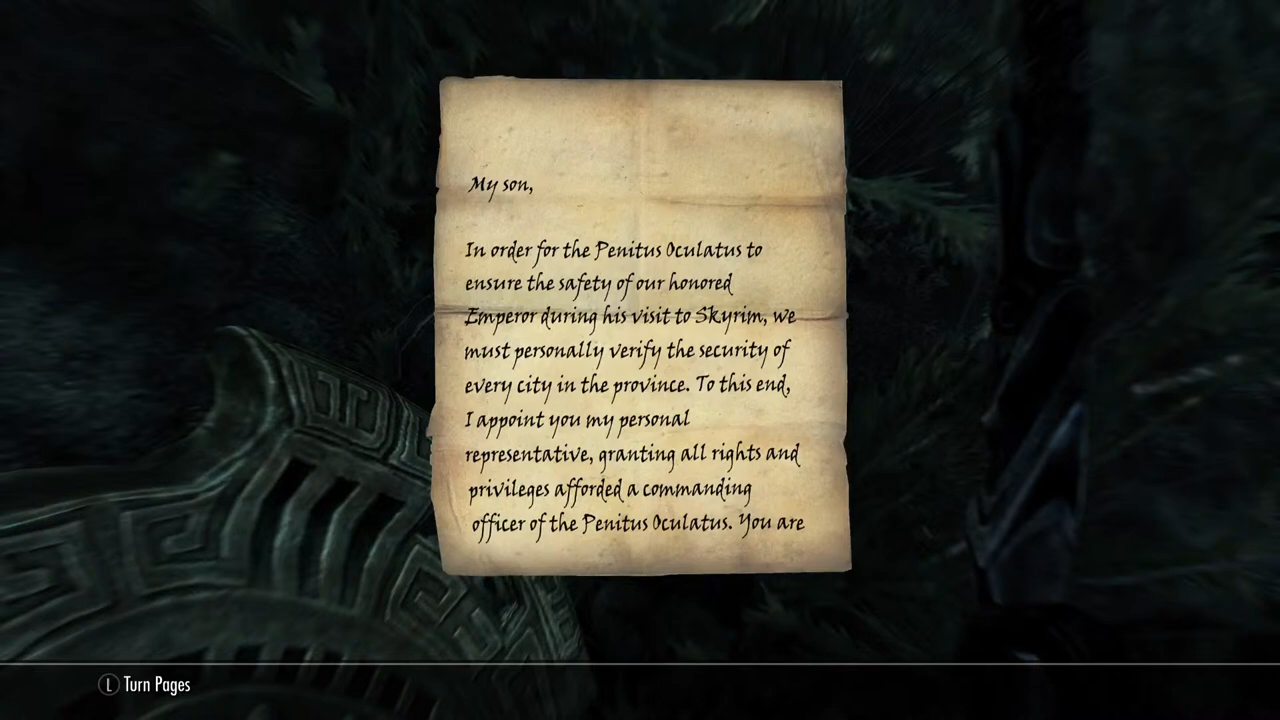 My son,
In order for the Penitus Oculatus to
ensure the safety of our honored
Emperor during his visit to Skyrim, we
must personally verify the security of
every city in the province. To this end,
I appoint you my personal
representative, granting all rights and
privileges afforded a commanding
officer of the Penitus Oculatus. You are
L Turn Pages